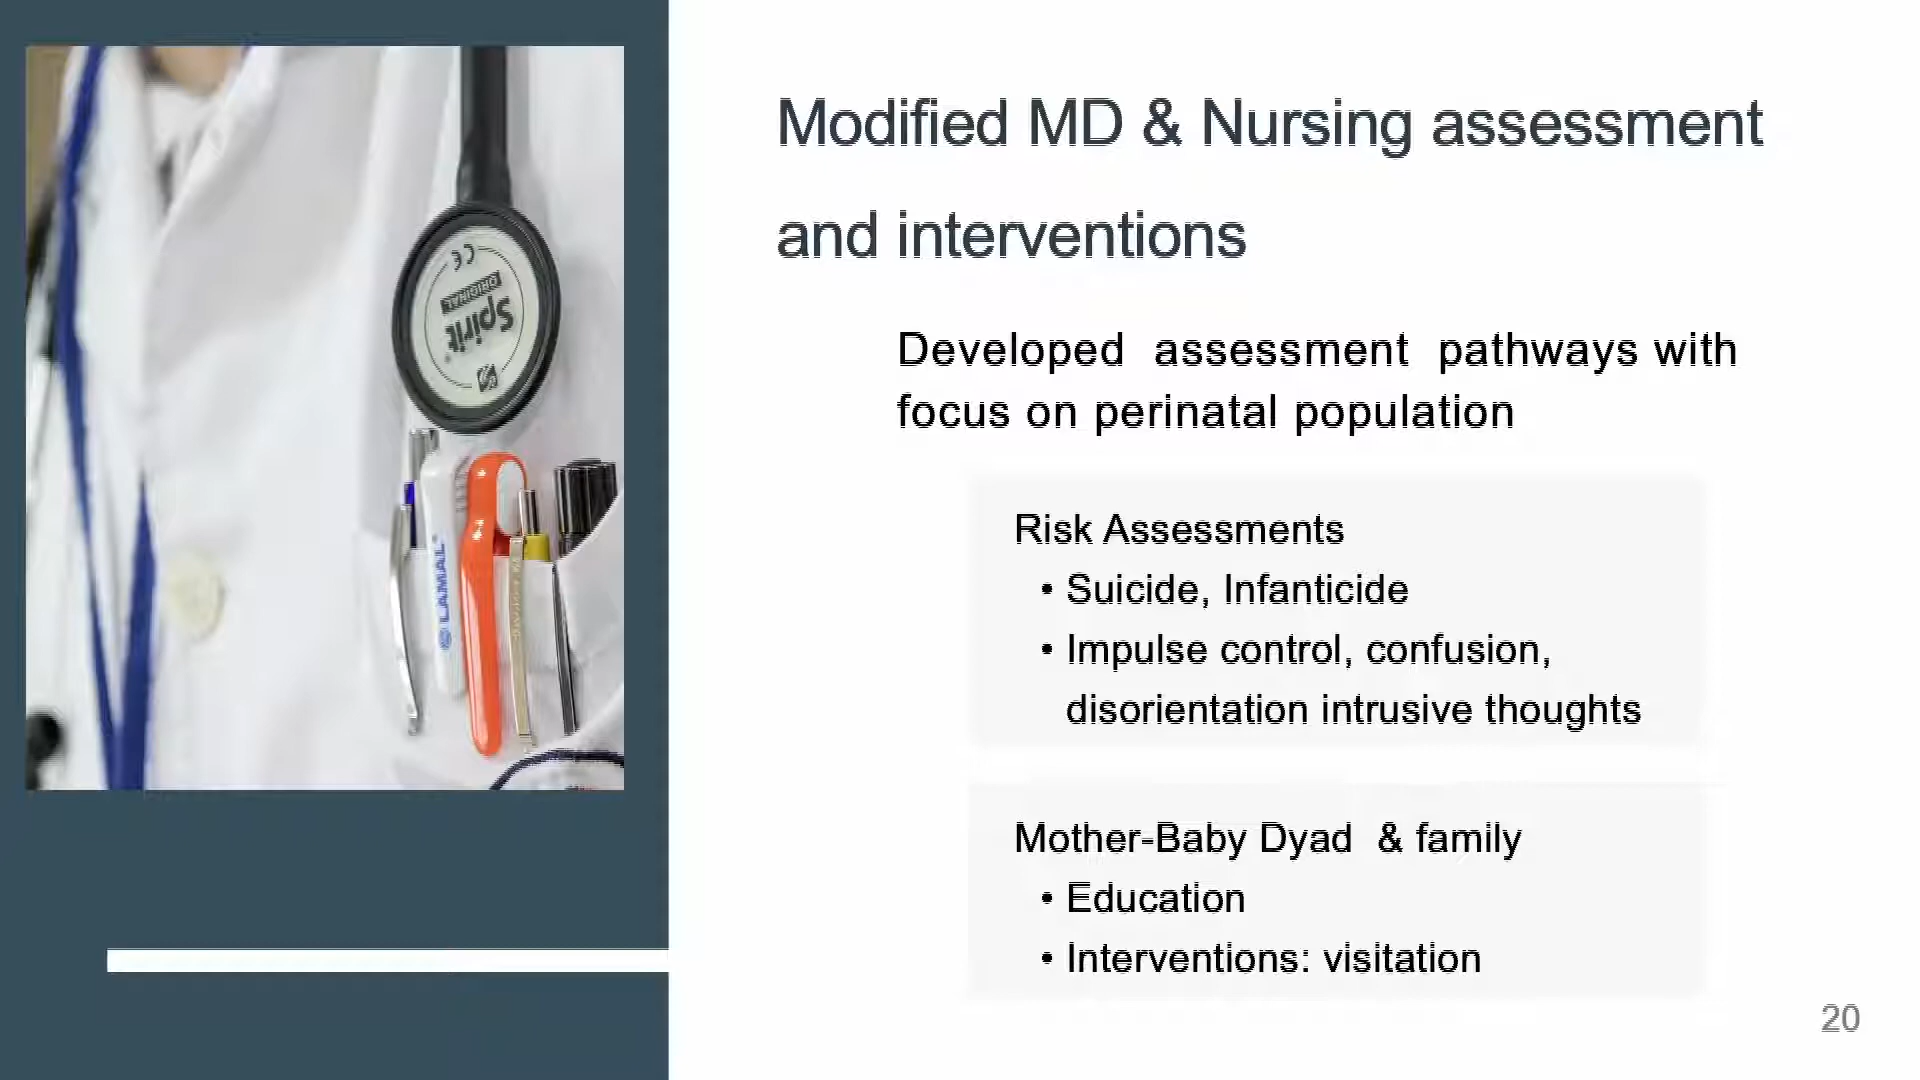 Modified MD & Nursing assessment
and interventions
Developed assessment pathways with
focus on perinatal population
Risk Assessments
• Suicide, Infanticide
• Impulse control, confusion,
disorientation intrusive thoughts
Mother-Baby Dyad & family
• Education
• Interventions: visitation
20
CE
ORIGINAL
Spirit